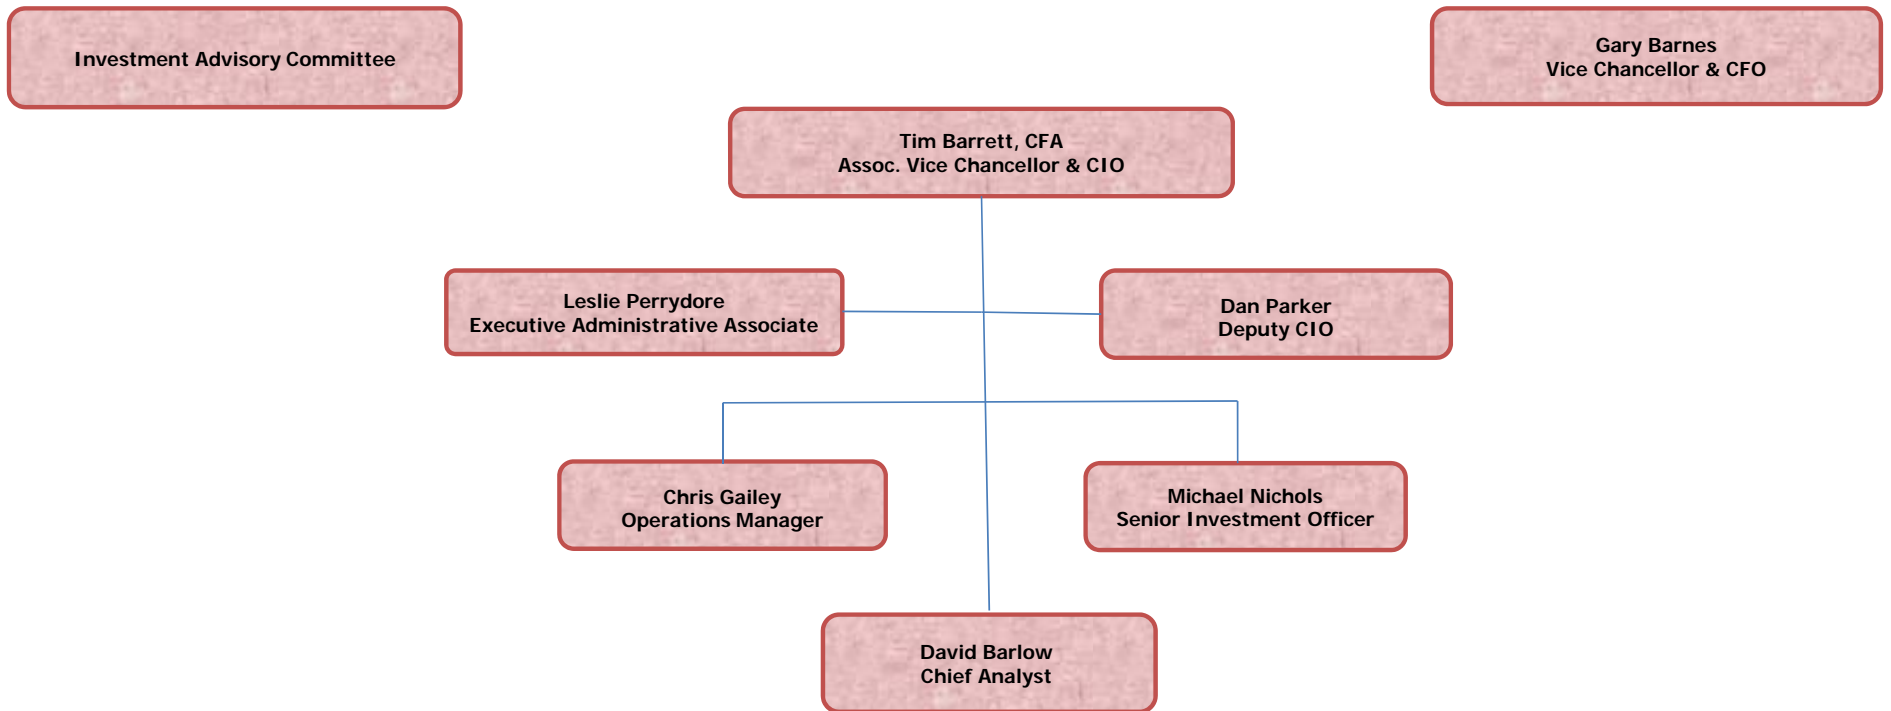 Investment Advisory Committee
Gary Barnes
Vice Chancellor & CFO
Tim Barrett, CFA
Assoc. Vice Chancellor & CIO
Leslie Perrydore
Executive Administrative Associate
Dan Parker
Deputy CIO
Chris Gailey
Operations Manager
Michael Nichols
Senior Investment Officer
David Barlow
Chief Analyst